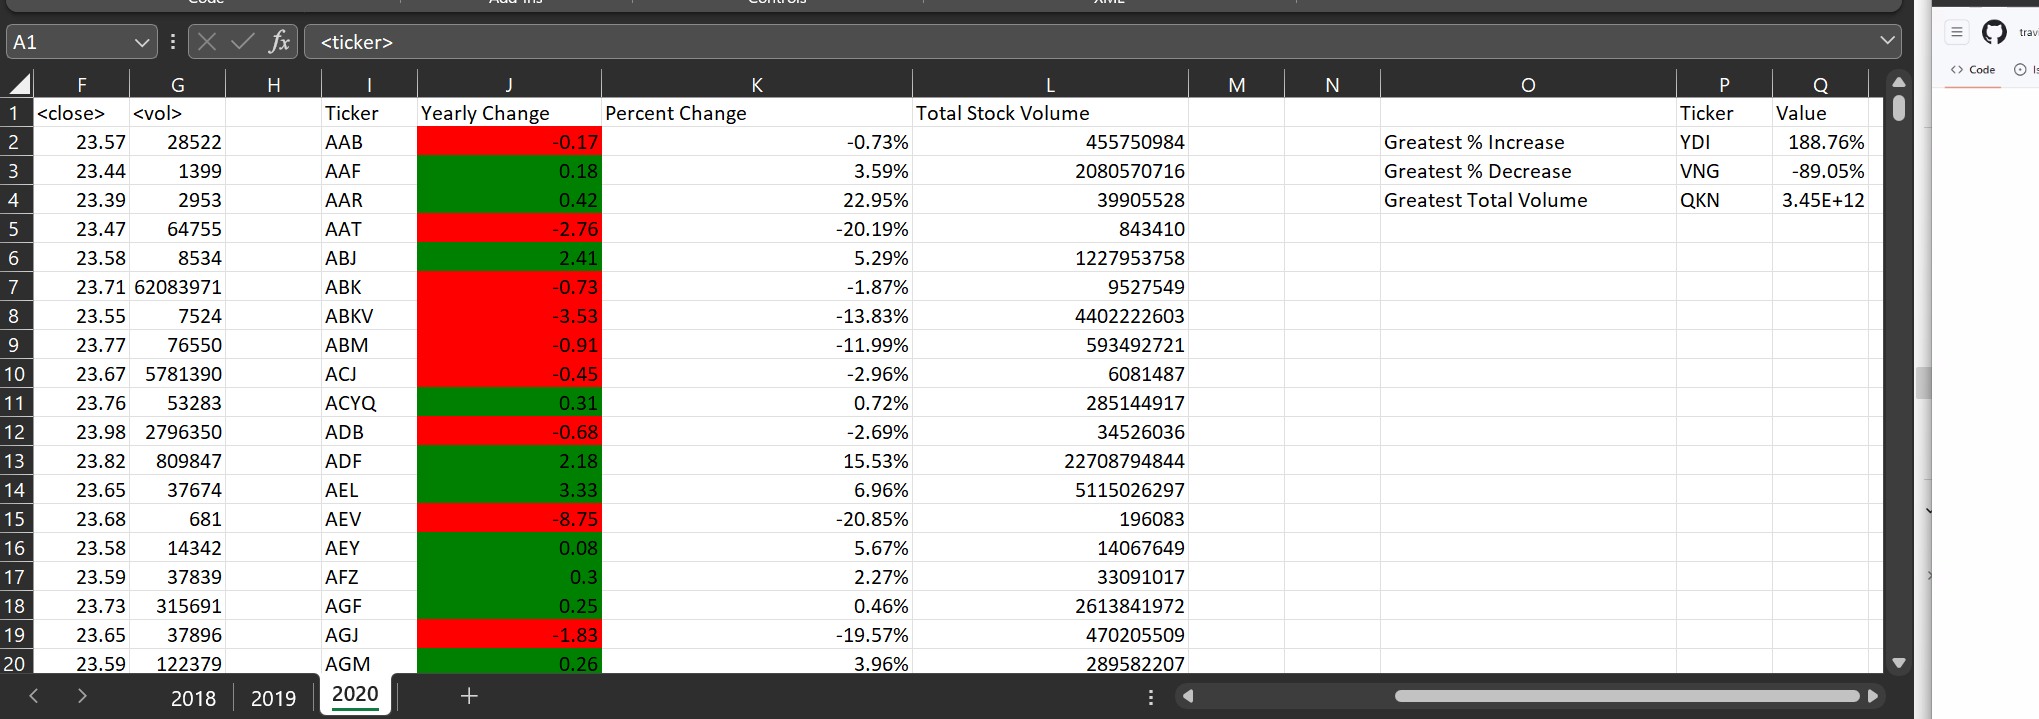 Code Add-ins Controls XML
A1 fx <ticker>
trav
Code Is
F G H I J K L M N O P Q
1 <close> <vol> Ticker Yearly Change Percent Change Total Stock Volume Ticker Value
2 23.57 28522 AAB -0.17 -0.73% 455750984 Greatest % Increase YDI 188.76%
3 23.44 1399 AAF 0.18 3.59% 2080570716 Greatest % Decrease VNG -89.05%
4 23.39 2953 AAR 0.42 22.95% 39905528 Greatest Total Volume QKN 3.45E+12
5 23.47 64755 AAT -2.76 -20.19% 843410
6 23.58 8534 ABJ 2.41 5.29% 1227953758
7 23.71 62083971 ABK -0.73 -1.87% 9527549
8 23.55 7524 ABKV -3.53 -13.83% 4402222603
9 23.77 76550 ABM -0.91 -11.99% 593492721
10 23.67 5781390 ACJ -0.45 -2.96% 6081487
11 23.76 53283 ACYQ 0.31 0.72% 285144917
12 23.98 2796350 ADB -0.68 -2.69% 34526036
13 23.82 809847 ADF 2.18 15.53% 22708794844
14 23.65 37674 AEL 3.33 6.96% 5115026297
15 23.68 681 AEV -8.75 -20.85% 196083
16 23.58 14342 AEY 0.08 5.67% 14067649
17 23.59 37839 AFZ 0.3 2.27% 33091017
18 23.73 315691 AGF 0.25 0.46% 2613841972
19 23.65 37896 AGJ -1.83 -19.57% 470205509
20 23.59 122379 AGM 0.26 3.96% 289582207
2018 2019 2020 +